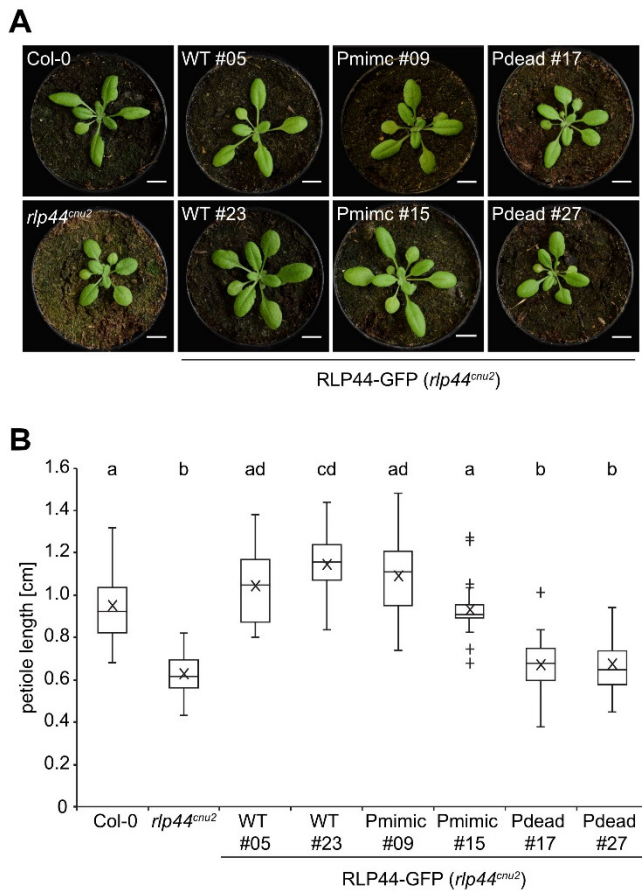 A
Col-0 WT #05 Pmimc #09 Pdead #17
rlp44cnu2 WT #23 Pmimc #15 Pdead #27
RLP44-GFP (rlp44cnu2)
B
petiole length [cm]
1.6
1.4
1.2
1.0
0.8
0.6
0.4
0.2
0
a b ad cd ad a b b
Col-0 rlp44cnu2 WT WT Pmimic Pmimic Pdead Pdead
#05 #23 #09 #15 #17 #27
RLP44-GFP (rlp44cnu2)